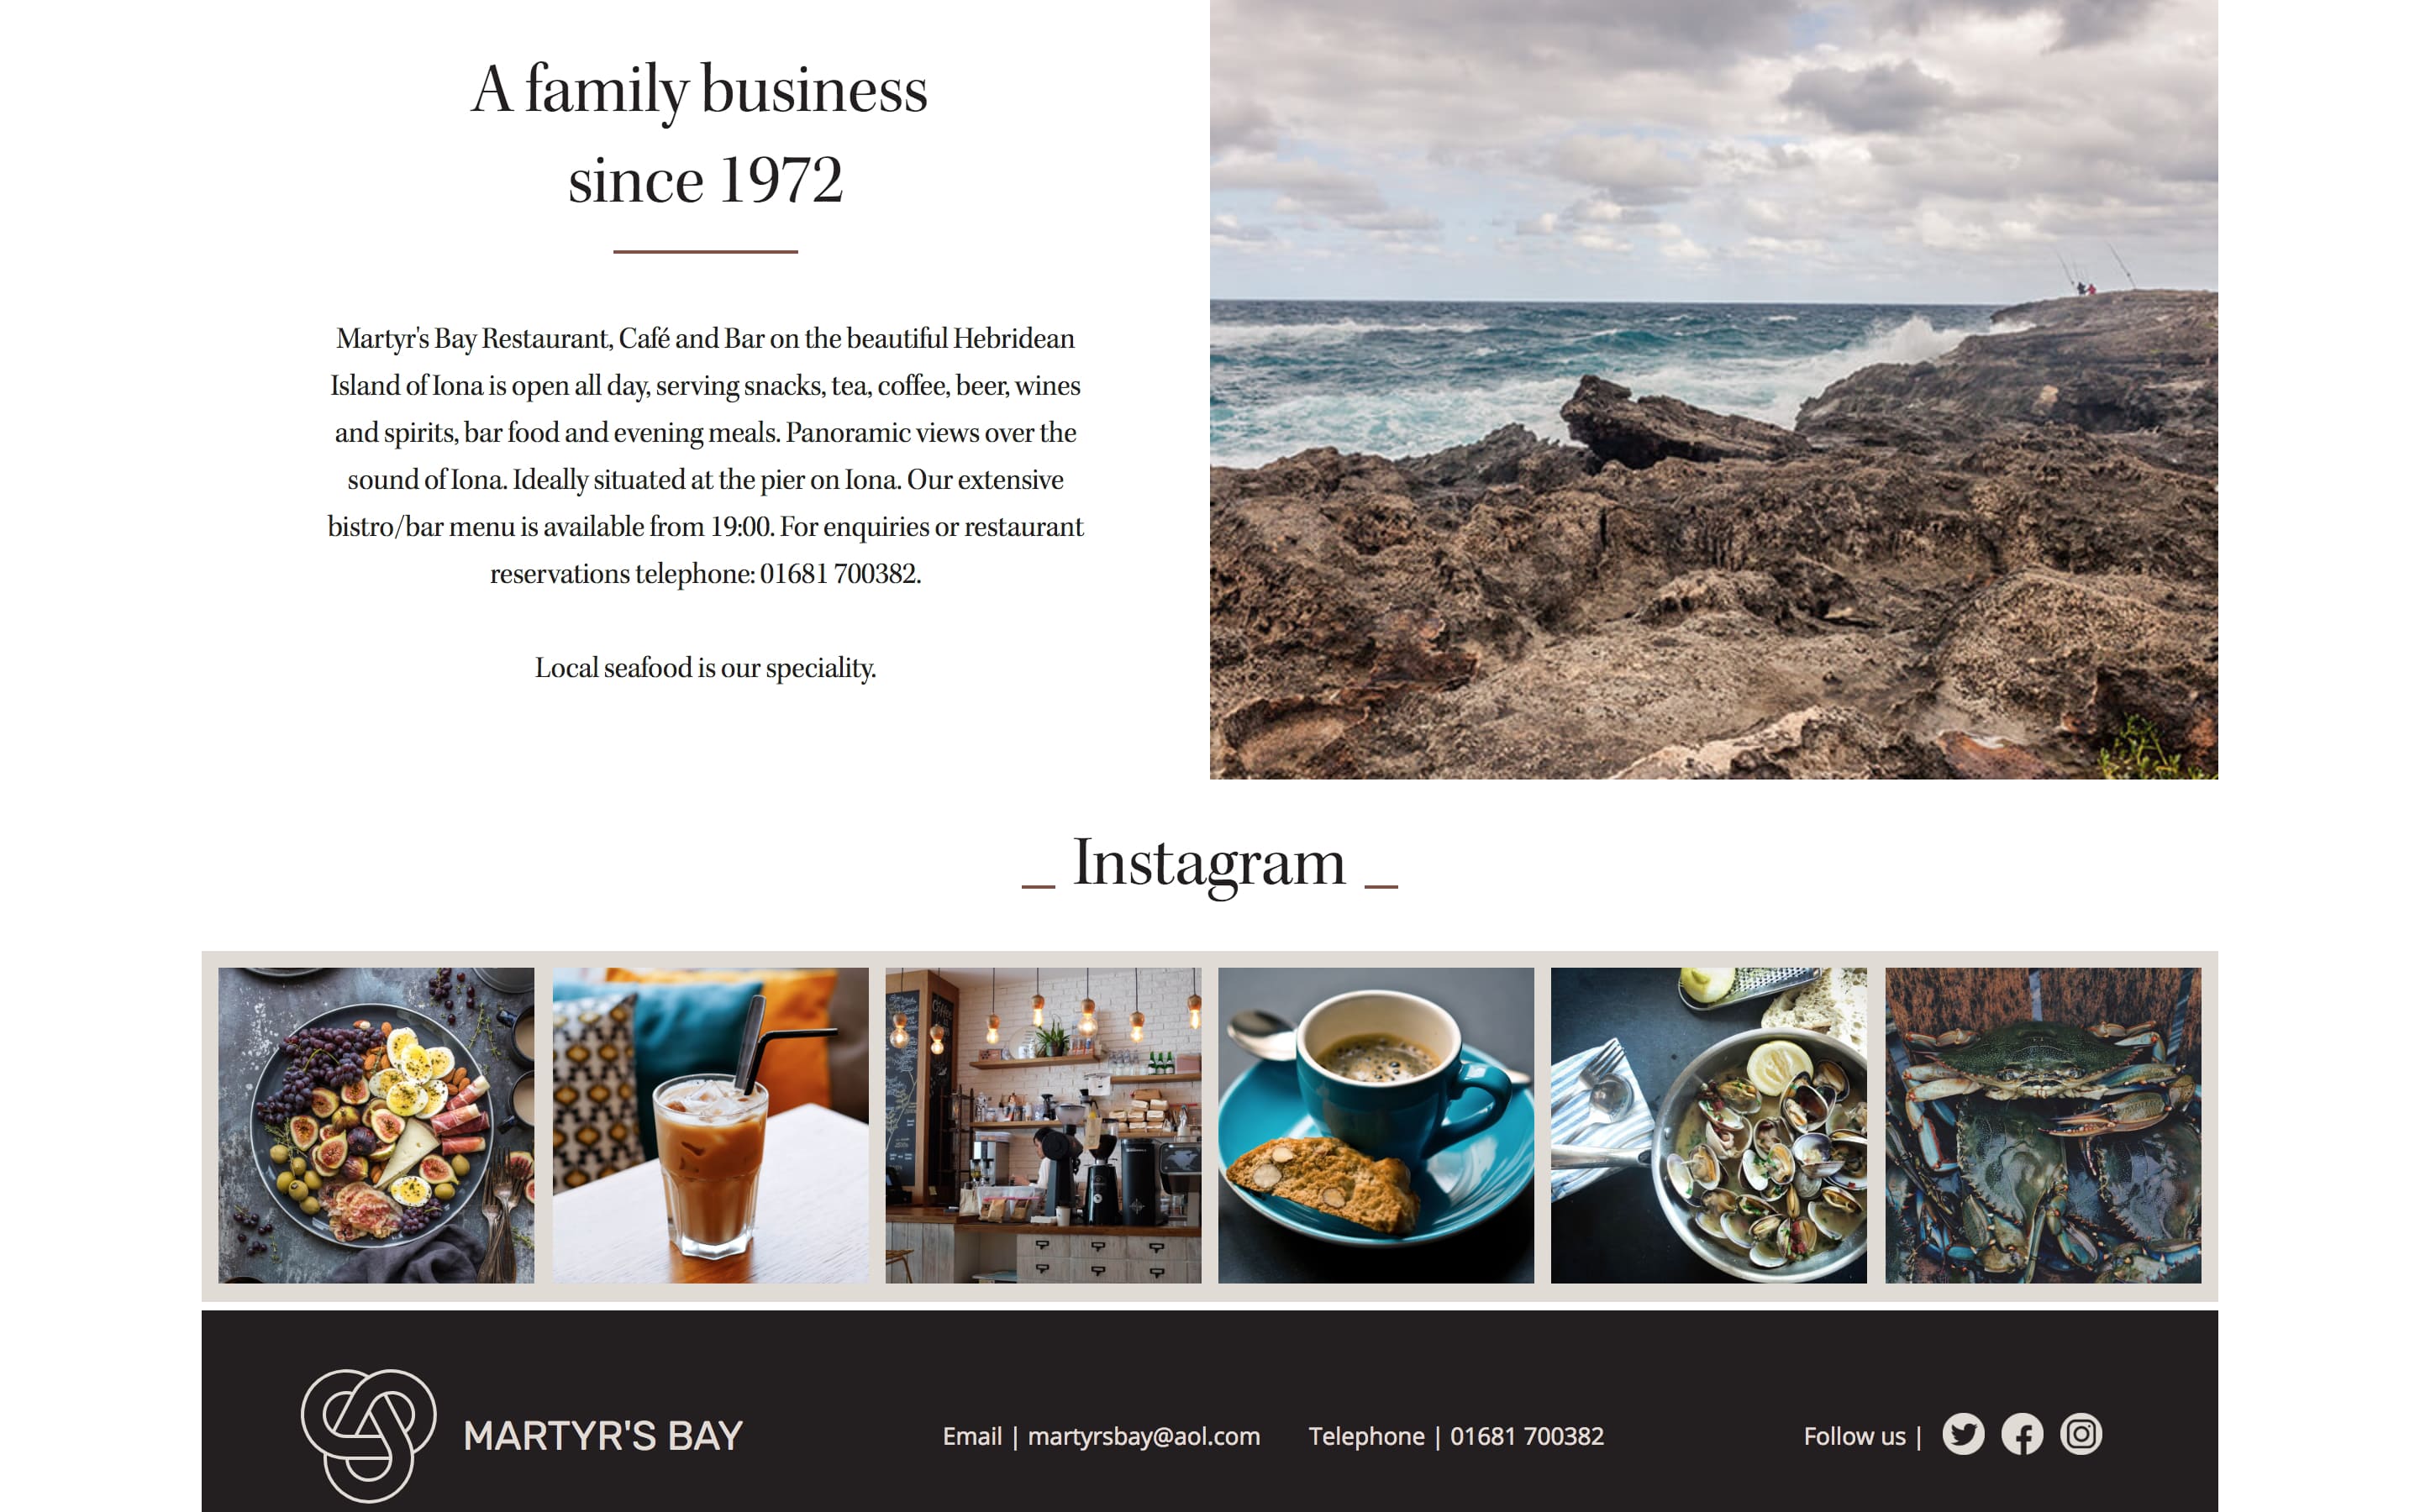 A family business
since 1972
Martyr's Bay Restaurant, Café and Bar on the beautiful Hebridean
Island of Iona is open all day, serving snacks, tea, coffee, beer, wines
and spirits, bar food and evening meals. Panoramic views over the
sound of Iona. Ideally situated at the pier on Iona. Our extensive
bistro/bar menu is available from 19:00. For enquiries or restaurant
reservations telephone: 01681 700382.
Local seafood is our speciality.
_ Instagram _
MARTYR'S BAY
Email | martyrsbay@aol.com
Telephone | 01681 700382
Follow us |